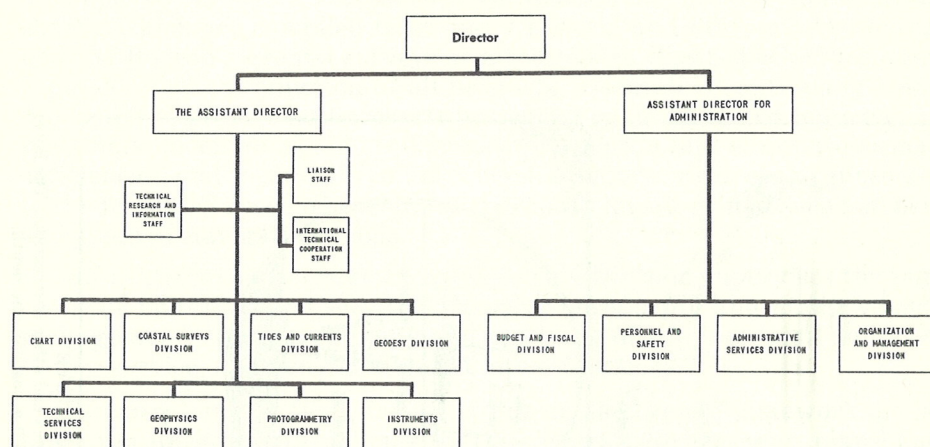 Director
THE ASSISTANT DIRECTOR
ASSISTANT DIRECTOR FOR
ADMINISTRATION
LIAISON
STAFF
TECHNICAL
RESEARCH AND
INFORMATION
STAFF
INTERNATIONAL
TECHNICAL
COOPERATION
STAFF
CHART DIVISION
COASTAL SURVEYS
DIVISION
TIDES AND CURRENTS
DIVISION
GEODESY DIVISION
BUDGET AND FISCAL
DIVISION
PERSONNEL AND
SAFETY
DIVISION
ADMINISTRATIVE
SERVICES DIVISION
ORGANIZATION
AND MANAGEMENT
DIVISION
TECHNICAL
SERVICES
DIVISION
GEOPHYSICS
DIVISION
PHOTOGRAMMETRY
DIVISION
INSTRUMENTS
DIVISION